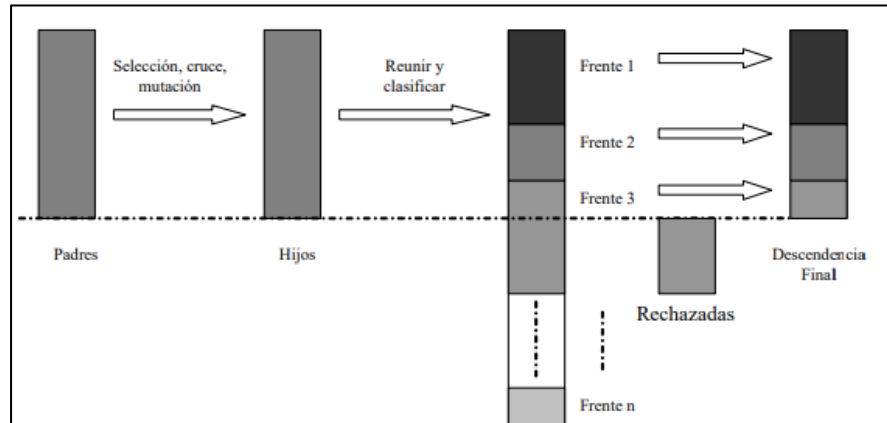 Selección, cruce,
mutación
Reunir y
clasificar
Frente 1
Frente 2
Frente 3
Padres
Hijos
Descendencia
Final
Rechazadas
Frente n